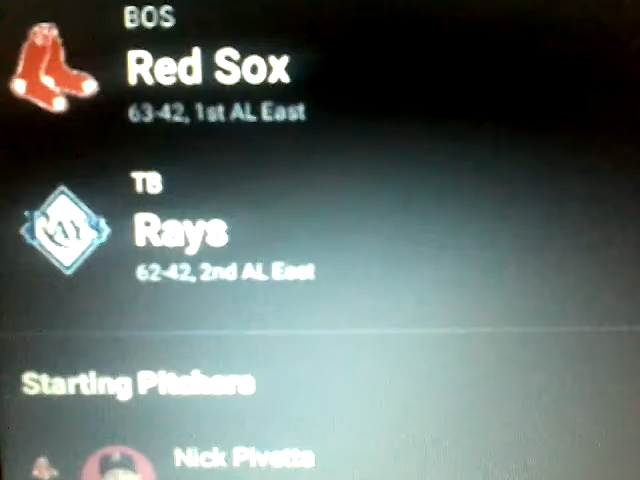 BOS
Red Sox
63-42, 1st AL East
TB
Rays
62-42, 2nd AL East
Starting Pitchers
Nick Pivetta